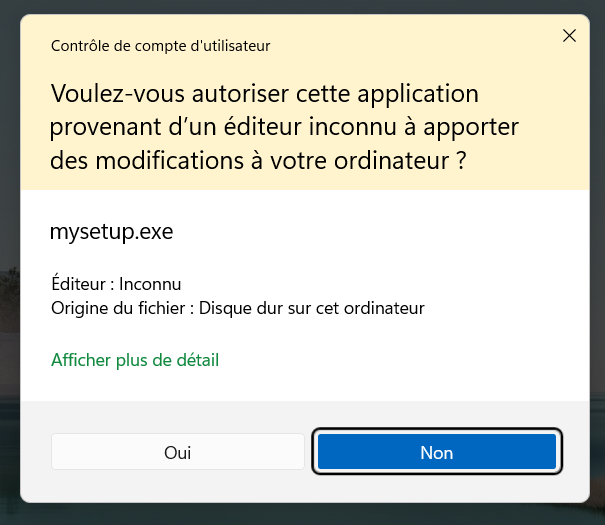 Contrôle de compte d'utilisateur
Voulez-vous autoriser cette application
provenant d’un éditeur inconnu à apporter
des modifications à votre ordinateur ?
mysetup.exe
Éditeur : Inconnu
Origine du fichier : Disque dur sur cet ordinateur
Afficher plus de détail
Oui
Non